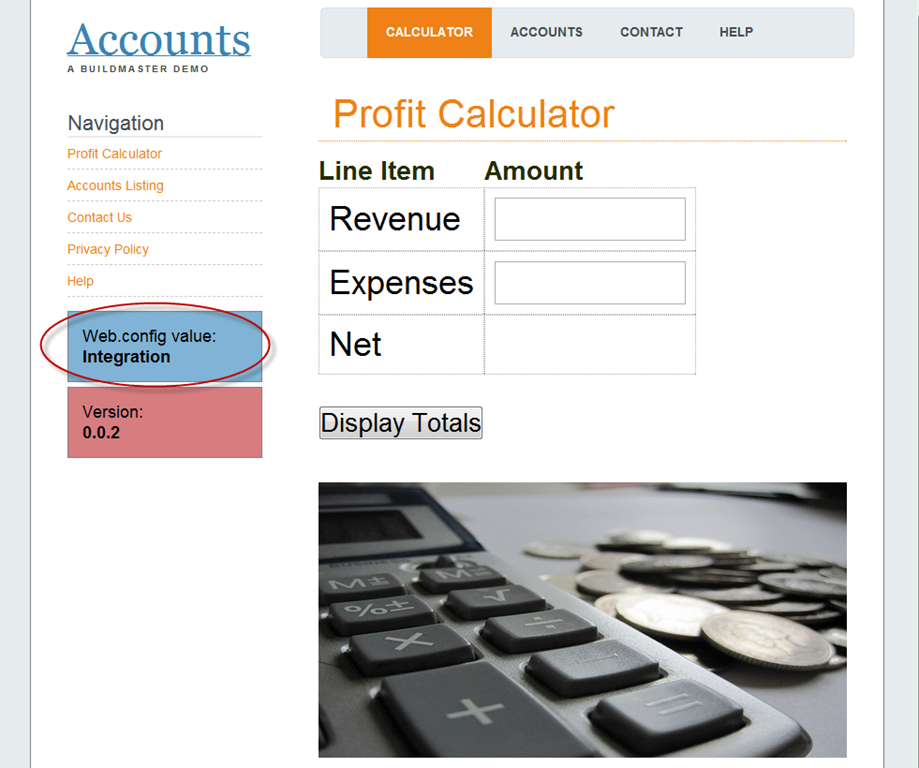 Accounts
A BUILDMASTER DEMO
CALCULATOR ACCOUNTS CONTACT HELP
Navigation
Profit Calculator
Accounts Listing
Contact Us
Privacy Policy
Help
Web.config value:
Integration
Version:
0.0.2
Profit Calculator
Line Item Amount
Revenue
Expenses
Net
Display Totals
M± M=
%± √
× ÷
−
+ =